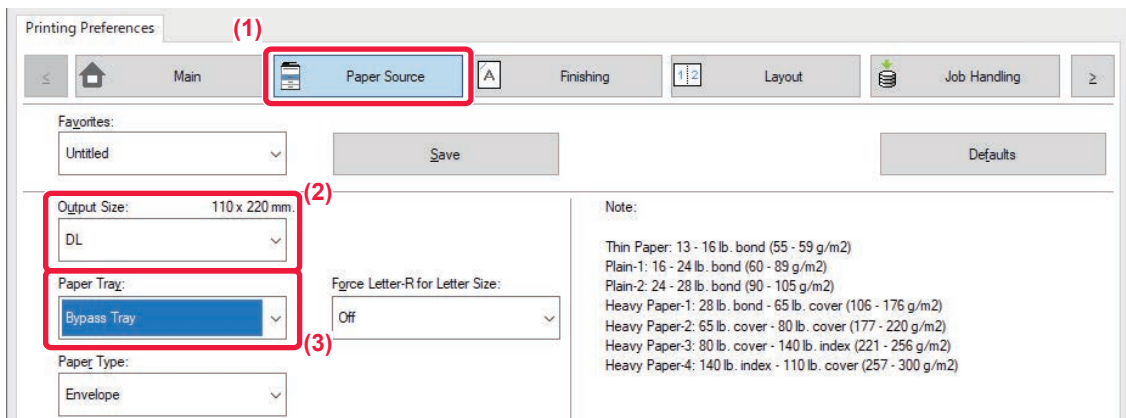 Printing Preferences
(1)
≤ Main Paper Source A Finishing 1 2 Layout Job Handling ≥
Favorites:
Untitled Save Defaults
(2)
Output Size: 110 x 220 mm.
DL
Paper Tray: Force Letter-R for Letter Size:
Bypass Tray Off
(3)
Paper Type:
Envelope
Note:
Thin Paper: 13 - 16 lb. bond (55 - 59 g/m2)
Plain-1: 16 - 24 lb. bond (60 - 89 g/m2)
Plain-2: 24 - 28 lb. bond (90 - 105 g/m2)
Heavy Paper-1: 28 lb. bond - 65 lb. cover (106 - 176 g/m2)
Heavy Paper-2: 65 lb. cover - 80 lb. cover (177 - 220 g/m2)
Heavy Paper-3: 80 lb. cover - 140 lb. index (221 - 256 g/m2)
Heavy Paper-4: 140 lb. index - 110 lb. cover (257 - 300 g/m2)